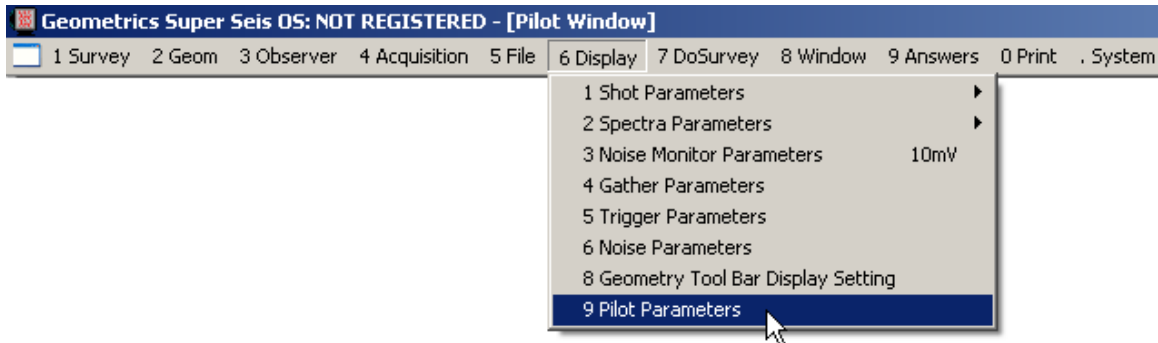 Geometrics Super Seis OS: NOT REGISTERED - [Pilot Window]
1 Survey 2 Geom 3 Observer 4 Acquisition 5 File 6 Display 7 DoSurvey 8 Window 9 Answers 0 Print . System
1 Shot Parameters
2 Spectra Parameters
3 Noise Monitor Parameters 10mV
4 Gather Parameters
5 Trigger Parameters
6 Noise Parameters
8 Geometry Tool Bar Display Setting
9 Pilot Parameters